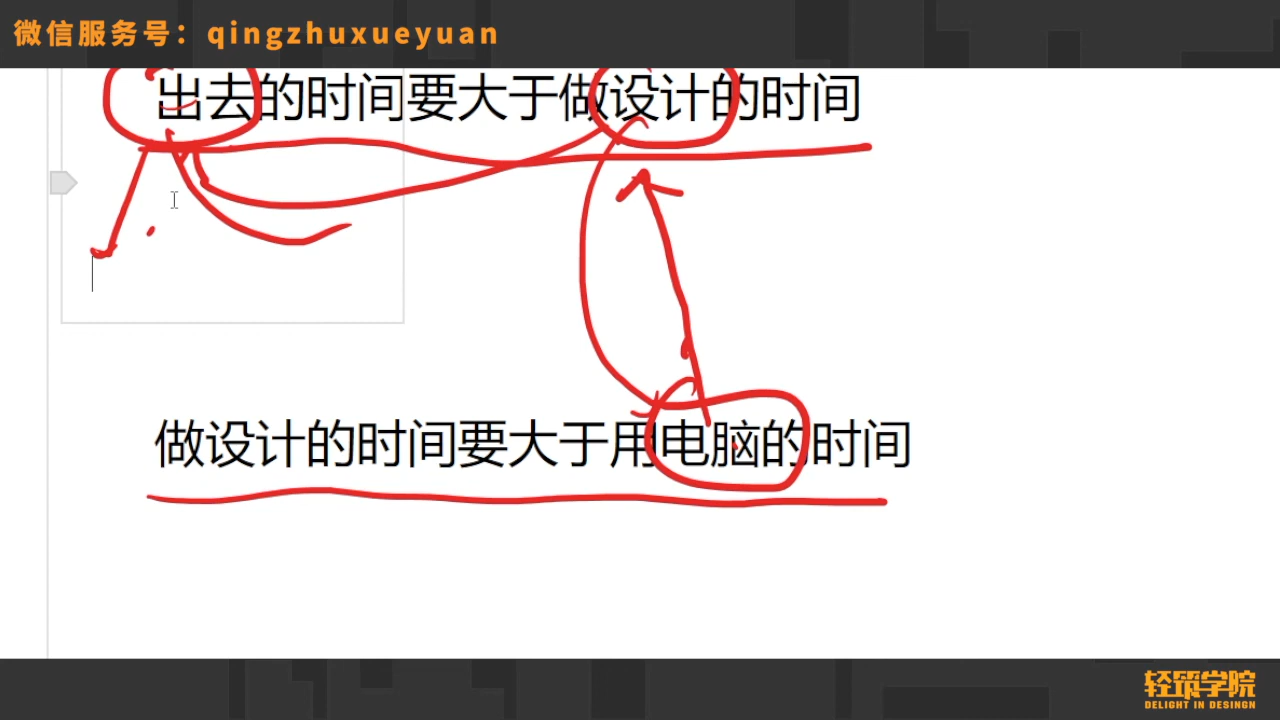 微信服务号：qingzhuxueyuan
出去的时间要大于做设计的时间
做设计的时间要大于用电脑的时间
轻筑学院
DELIGHT IN DESINGN